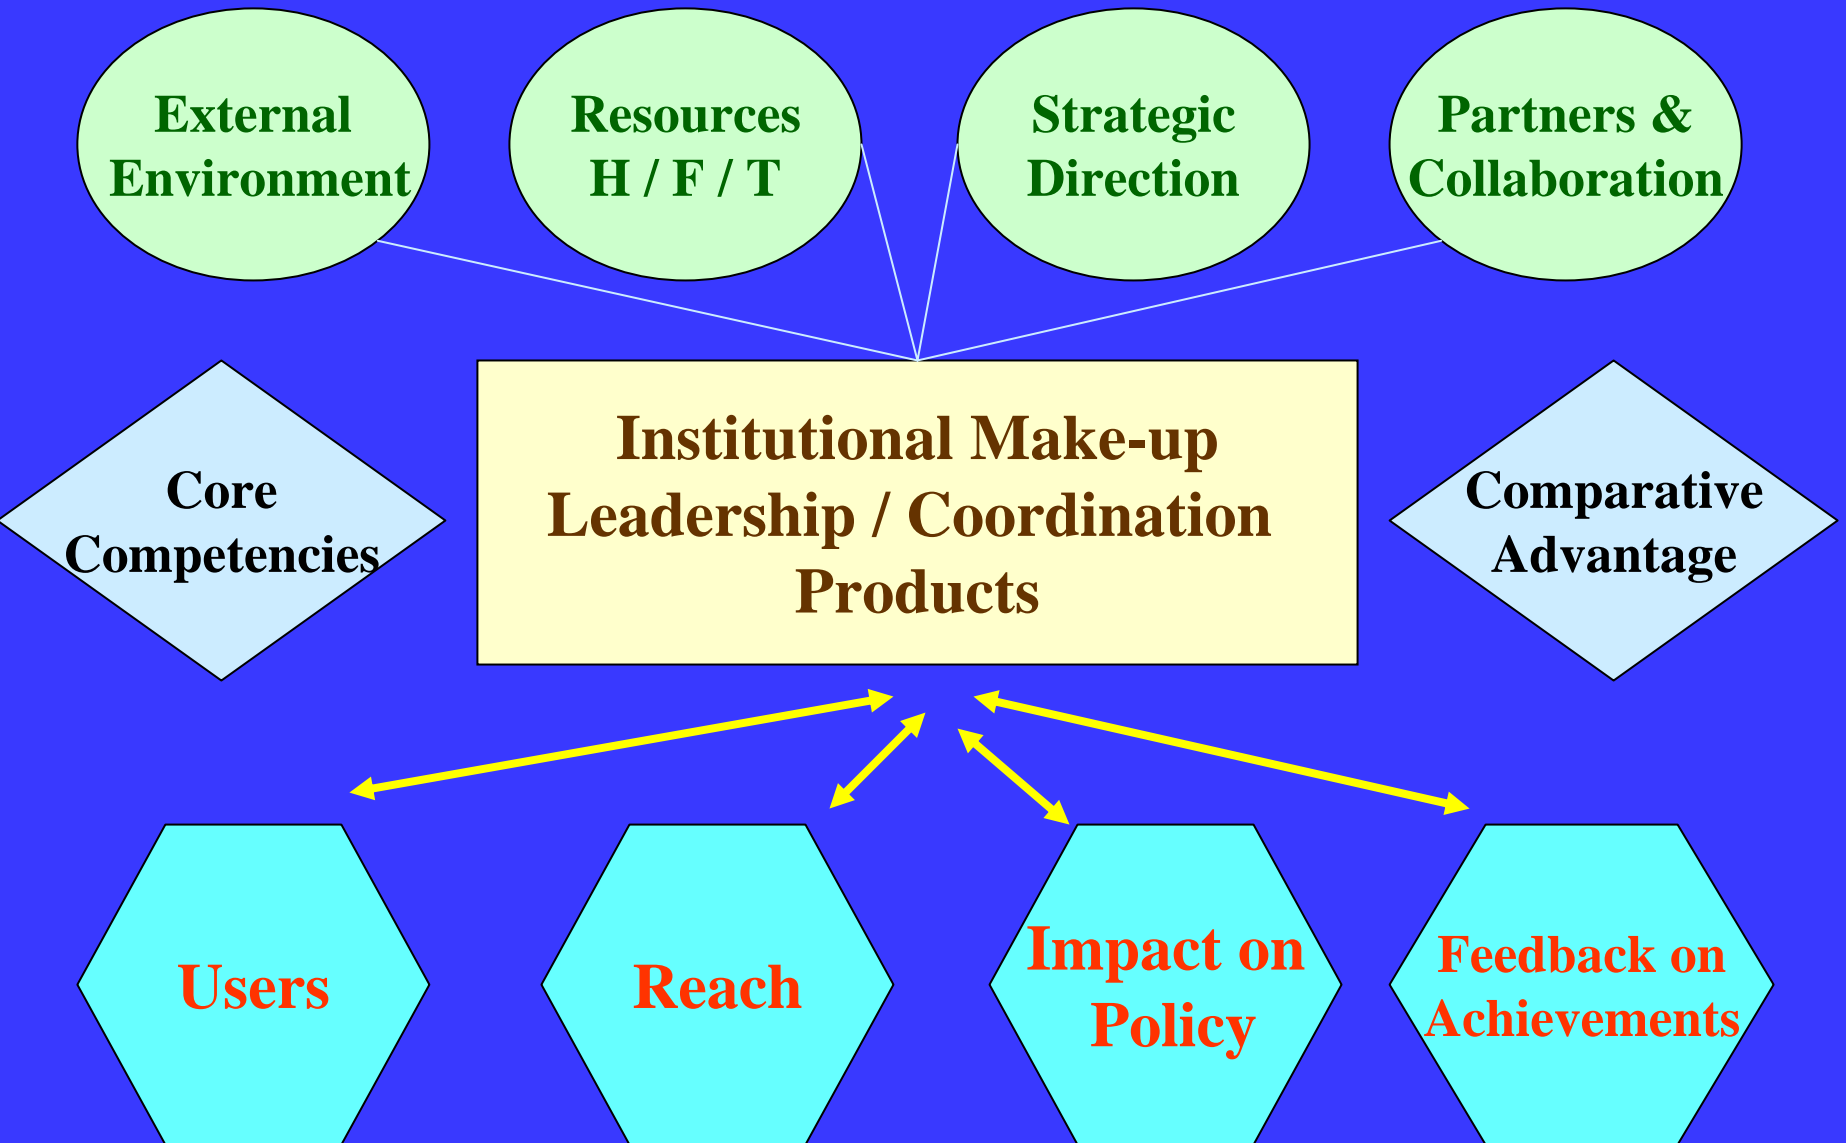 External
Environment
Resources
H / F / T
Strategic
Direction
Partners &
Collaboration
Core
Competencies
Institutional Make-up
Leadership / Coordination
Products
Comparative
Advantage
Users
Reach
Impact on
Policy
Feedback on
Achievements